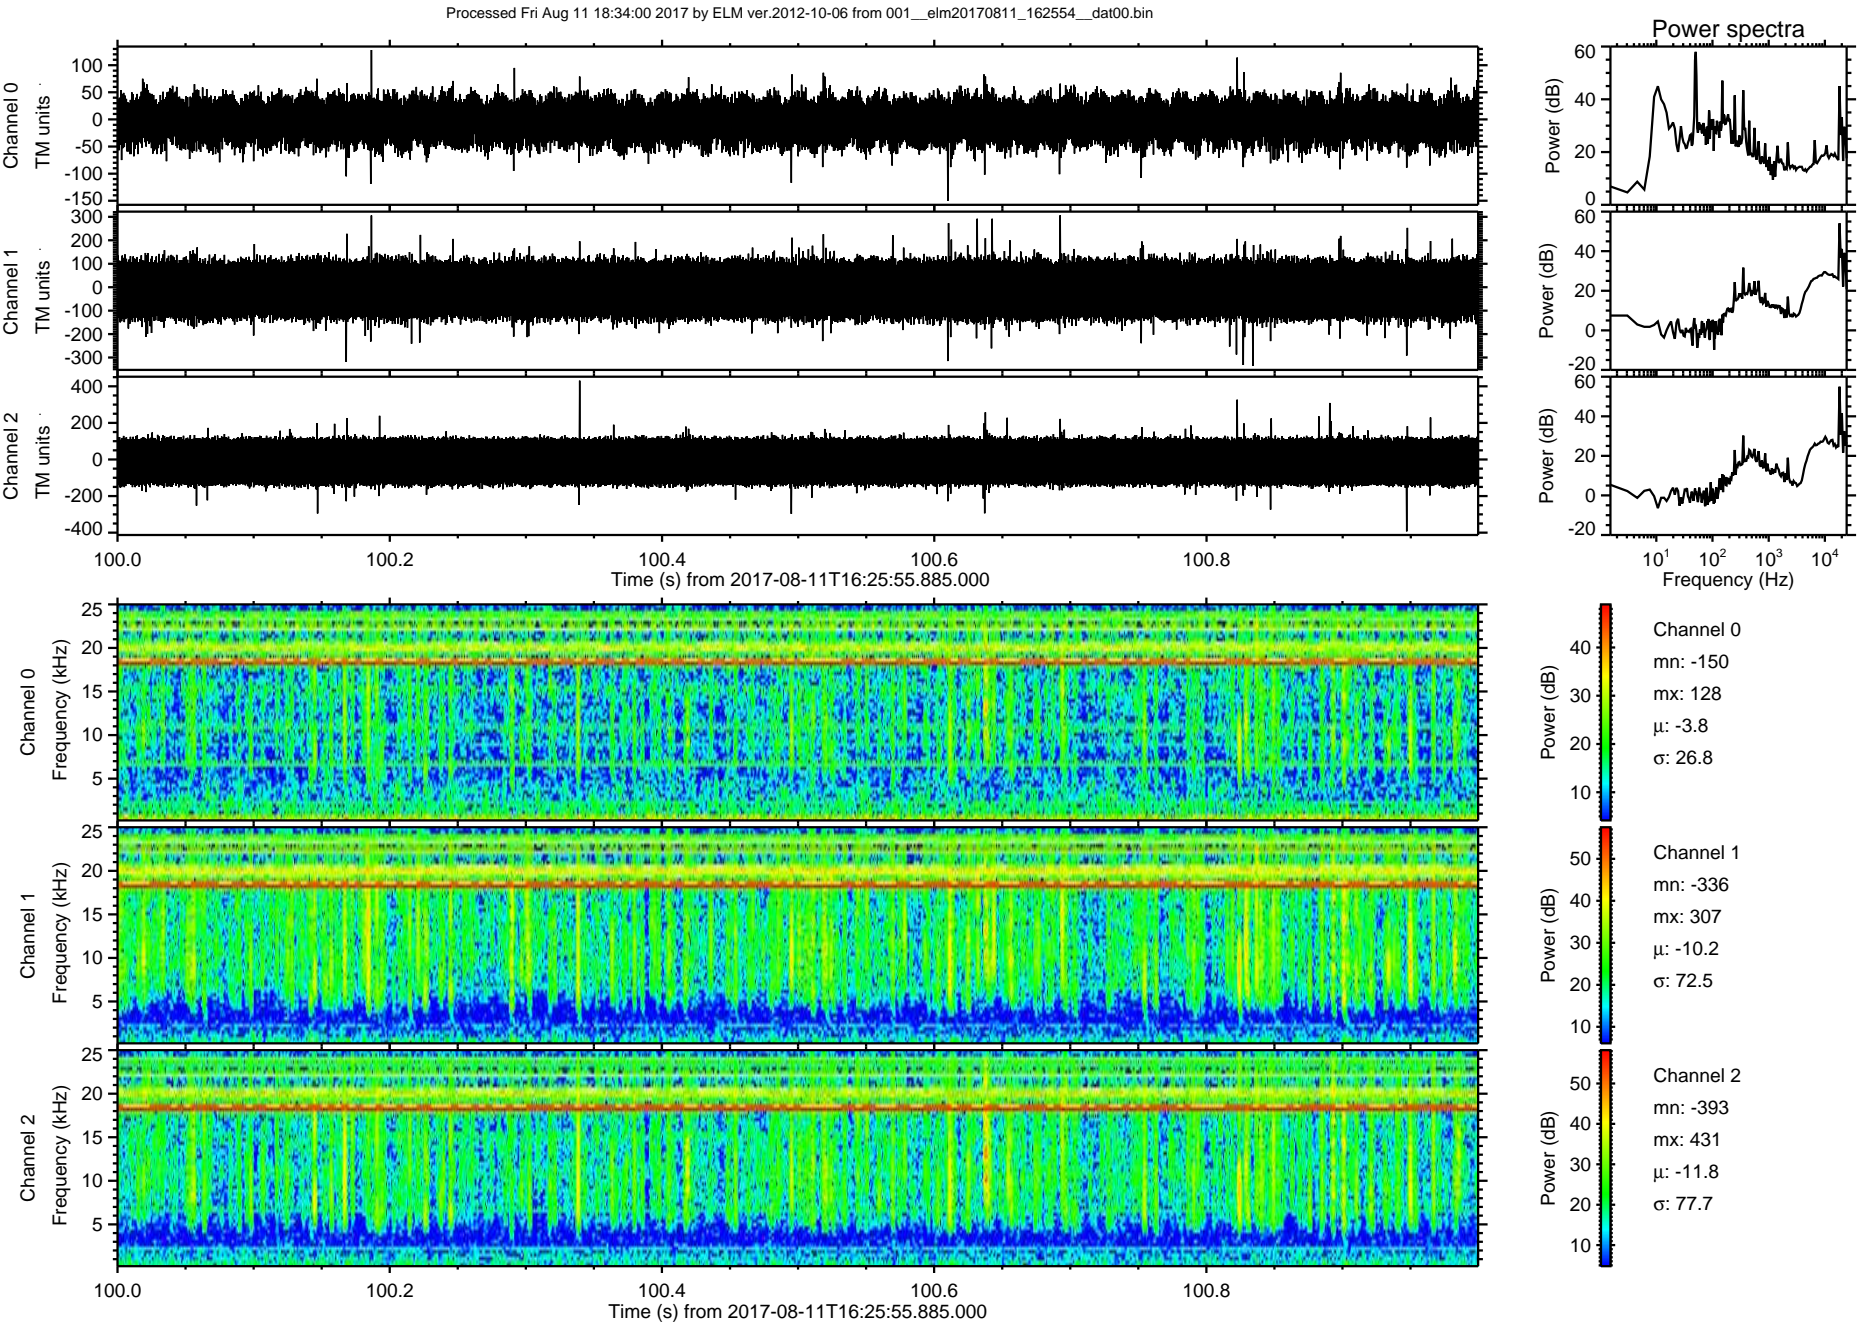 Processed Fri Aug 11 18:34:00 2017 by ELM ver.2012-10-06 from 001__elm20170811_162554__dat00.bin
Power spectra
Channel 0
TM units
100
50
0
-50
-100
-150
Power (dB)
60
40
20
0
Channel 1
TM units
300
200
100
0
-100
-200
-300
Power (dB)
60
40
20
0
-20
Channel 2
TM units
400
200
0
-200
-400
Power (dB)
60
40
20
0
-20
100.0 100.2 100.4 100.6 100.8
Time (s) from 2017-08-11T16:25:55.885.000
10¹ 10² 10³ 10⁴
Frequency (Hz)
Channel 0
Frequency (kHz)
25
20
15
10
5
Power (dB)
40
30
20
10
Channel 0
mn: -150
mx: 128
μ: -3.8
σ: 26.8
Channel 1
Frequency (kHz)
25
20
15
10
5
Power (dB)
50
40
30
20
10
Channel 1
mn: -336
mx: 307
μ: -10.2
σ: 72.5
Channel 2
Frequency (kHz)
25
20
15
10
5
Power (dB)
50
40
30
20
10
Channel 2
mn: -393
mx: 431
μ: -11.8
σ: 77.7
100.0 100.2 100.4 100.6 100.8
Time (s) from 2017-08-11T16:25:55.885.000